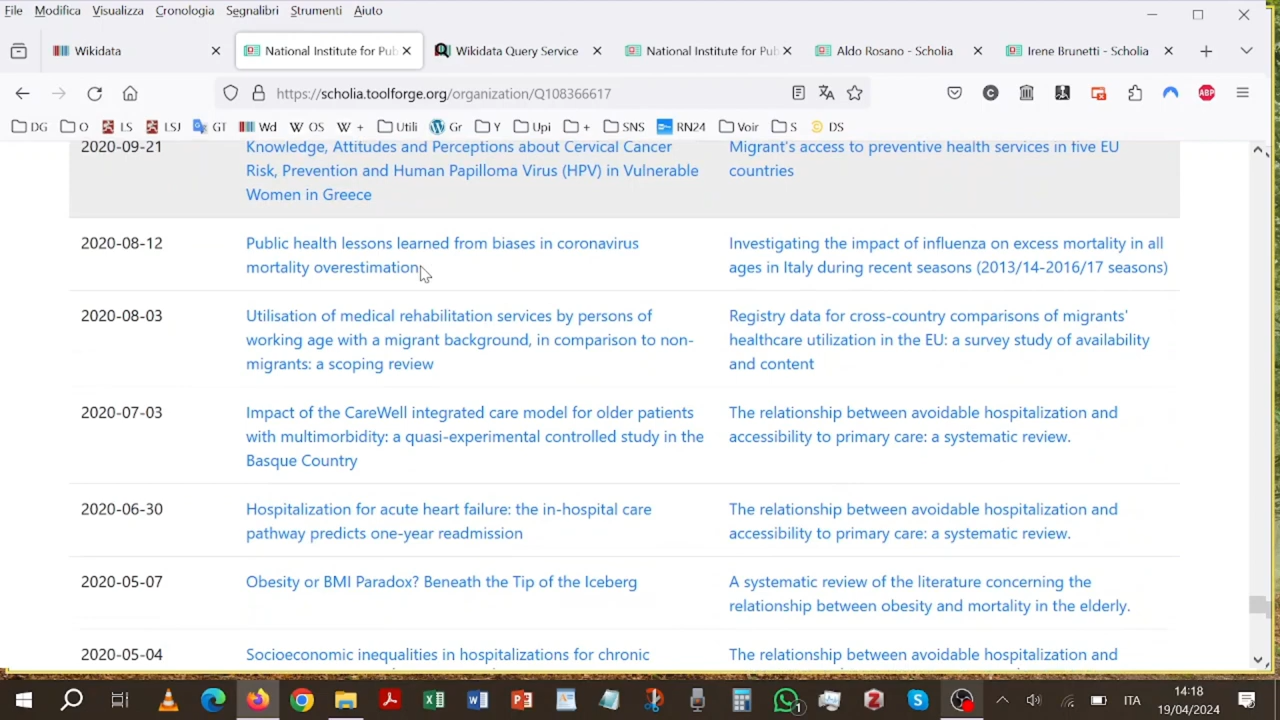 File Modifica Visualizza Cronologia Segnalibri Strumenti Aiuto
Wikidata
National Institute for Pub
Wikidata Query Service
National Institute for Pub
Aldo Rosano - Scholia
Irene Brunetti - Scholia
https://scholia.toolforge.org/organization/Q108366617
ABP
DG O LS LSJ GT Wd OS + Utili Gr Y Upi + SNS RN24 Voir S DS
2020-09-21
Knowledge, Attitudes and Perceptions about Cervical Cancer
Risk, Prevention and Human Papilloma Virus (HPV) in Vulnerable
Women in Greece
Migrant's access to preventive health services in five EU
countries
2020-08-12
Public health lessons learned from biases in coronavirus
mortality overestimation
Investigating the impact of influenza on excess mortality in all
ages in Italy during recent seasons (2013/14-2016/17 seasons)
2020-08-03
Utilisation of medical rehabilitation services by persons of
working age with a migrant background, in comparison to non-
migrants: a scoping review
Registry data for cross-country comparisons of migrants'
healthcare utilization in the EU: a survey study of availability
and content
2020-07-03
Impact of the CareWell integrated care model for older patients
with multimorbidity: a quasi-experimental controlled study in the
Basque Country
The relationship between avoidable hospitalization and
accessibility to primary care: a systematic review.
2020-06-30
Hospitalization for acute heart failure: the in-hospital care
pathway predicts one-year readmission
The relationship between avoidable hospitalization and
accessibility to primary care: a systematic review.
2020-05-07
Obesity or BMI Paradox? Beneath the Tip of the Iceberg
A systematic review of the literature concerning the
relationship between obesity and mortality in the elderly.
2020-05-04
Socioeconomic inequalities in hospitalizations for chronic
The relationship between avoidable hospitalization and
1
ITA
14:18
19/04/2024